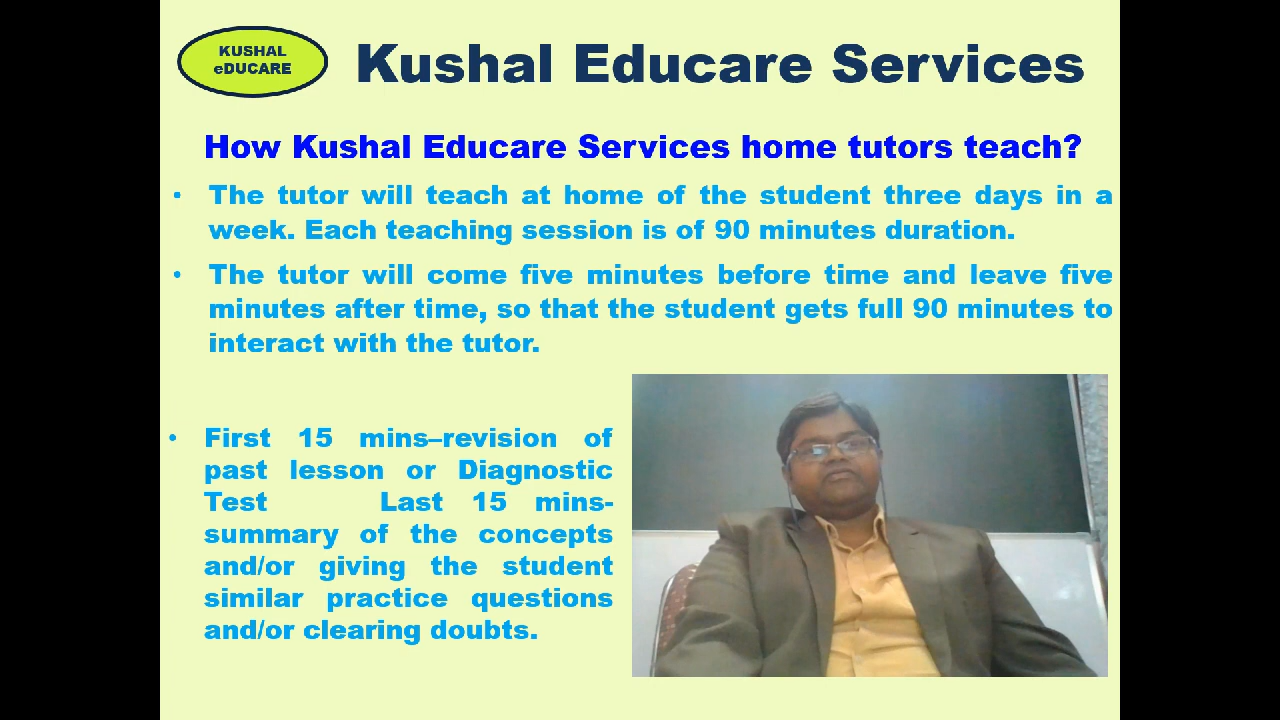 KUSHAL
eDUCARE
Kushal Educare Services
How Kushal Educare Services home tutors teach?
• The tutor will teach at home of the student three days in a
week. Each teaching session is of 90 minutes duration.
• The tutor will come five minutes before time and leave five
minutes after time, so that the student gets full 90 minutes to
interact with the tutor.
• First 15 mins–revision of
past lesson or Diagnostic
Test Last 15 mins-
summary of the concepts
and/or giving the student
similar practice questions
and/or clearing doubts.